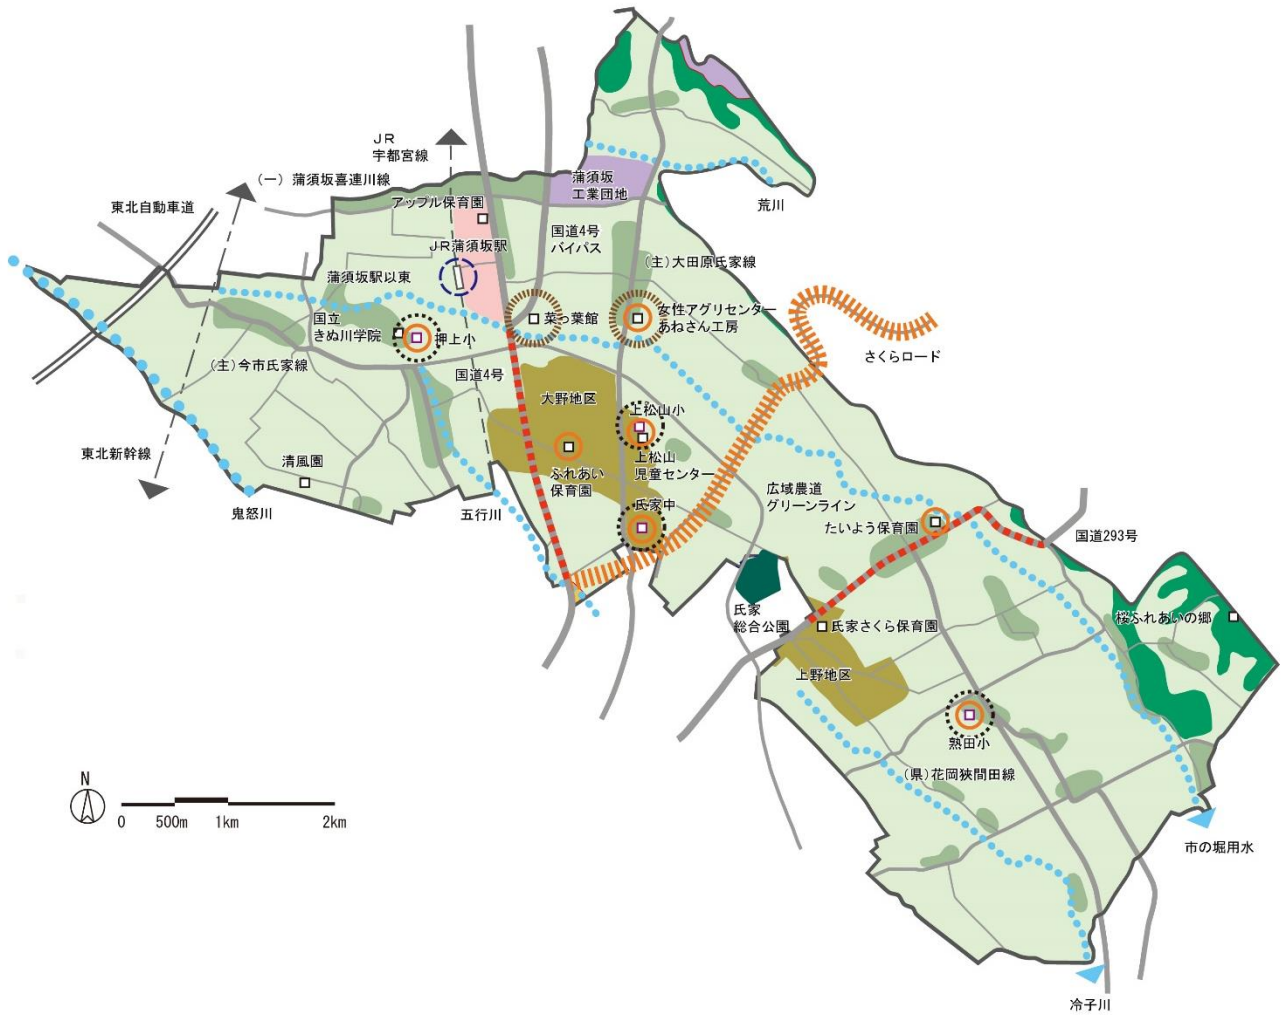 JR
宇都宮線
(一)蒲須坂喜連川線
東北自動車道
アップル保育園
蒲須坂
工業団地
荒川
国道4号
バイパス
JR蒲須坂駅
(主)大田原氏家線
蒲須坂駅以東
国立
きぬ川学院
押上小
菜っ葉館
女性アグリセンター
あねさん工房
さくらロード
(主)今市氏家線
国道4号
大野地区
上松山小
東北新幹線
清風園
ふれあい
保育園
上松山
児童センター
鬼怒川
五行川
氏家中
広域農道
グリーンライン
たいよう保育園
国道293号
氏家
総合公園
氏家さくら保育園
桜ふれあいの郷
上野地区
熟田小
(県)花岡狭間田線
N
0 500m 1km 2km
市の堀用水
冷子川